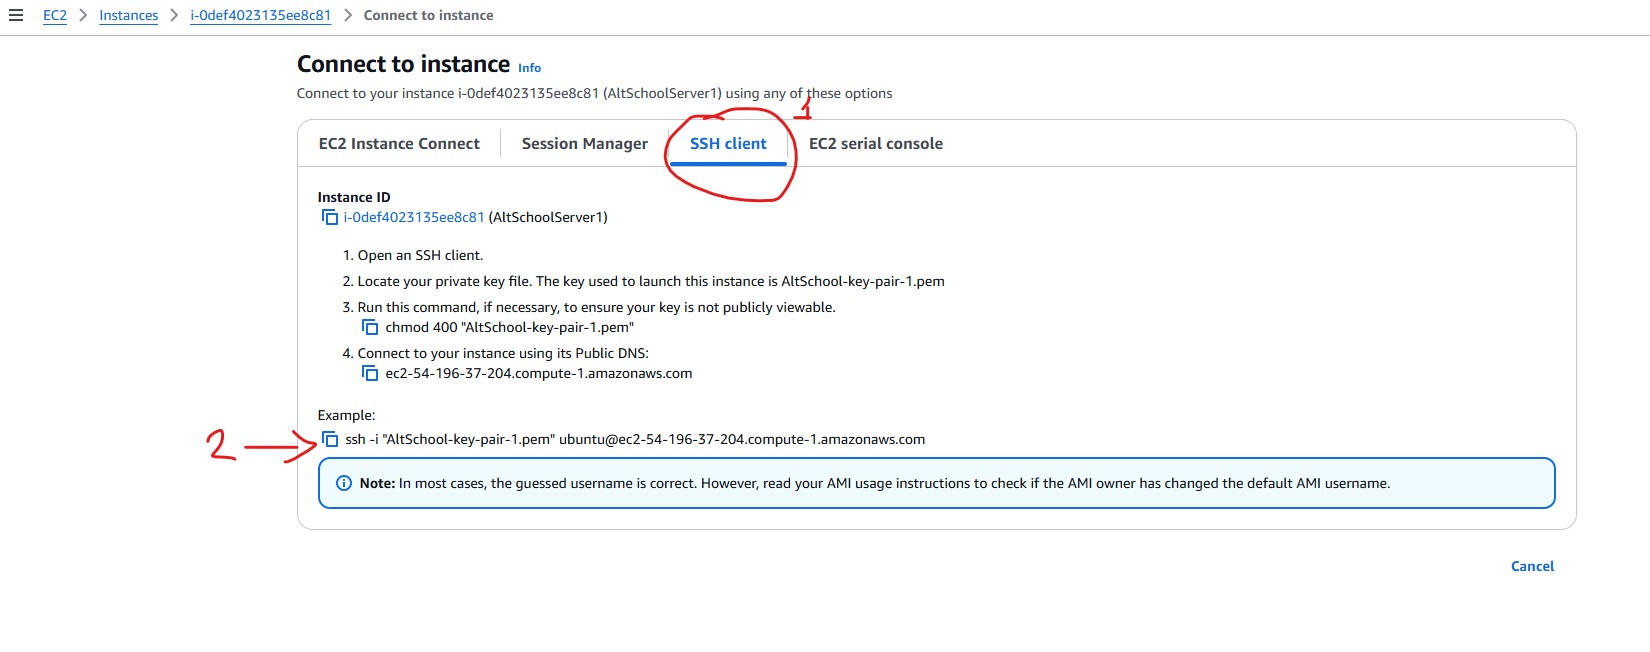 EC2 > Instances > i-0def4023135ee8c81 > Connect to instance
Connect to instance Info
Connect to your instance i-0def4023135ee8c81 (AltSchoolServer1) using any of these options
1
EC2 Instance Connect
Session Manager
SSH client
EC2 serial console
Instance ID
i-0def4023135ee8c81 (AltSchoolServer1)
1. Open an SSH client.
2. Locate your private key file. The key used to launch this instance is AltSchool-key-pair-1.pem
3. Run this command, if necessary, to ensure your key is not publicly viewable.
chmod 400 "AltSchool-key-pair-1.pem"
4. Connect to your instance using its Public DNS:
ec2-54-196-37-204.compute-1.amazonaws.com
Example:
2
ssh -i "AltSchool-key-pair-1.pem" ubuntu@ec2-54-196-37-204.compute-1.amazonaws.com
Note: In most cases, the guessed username is correct. However, read your AMI usage instructions to check if the AMI owner has changed the default AMI username.
Cancel